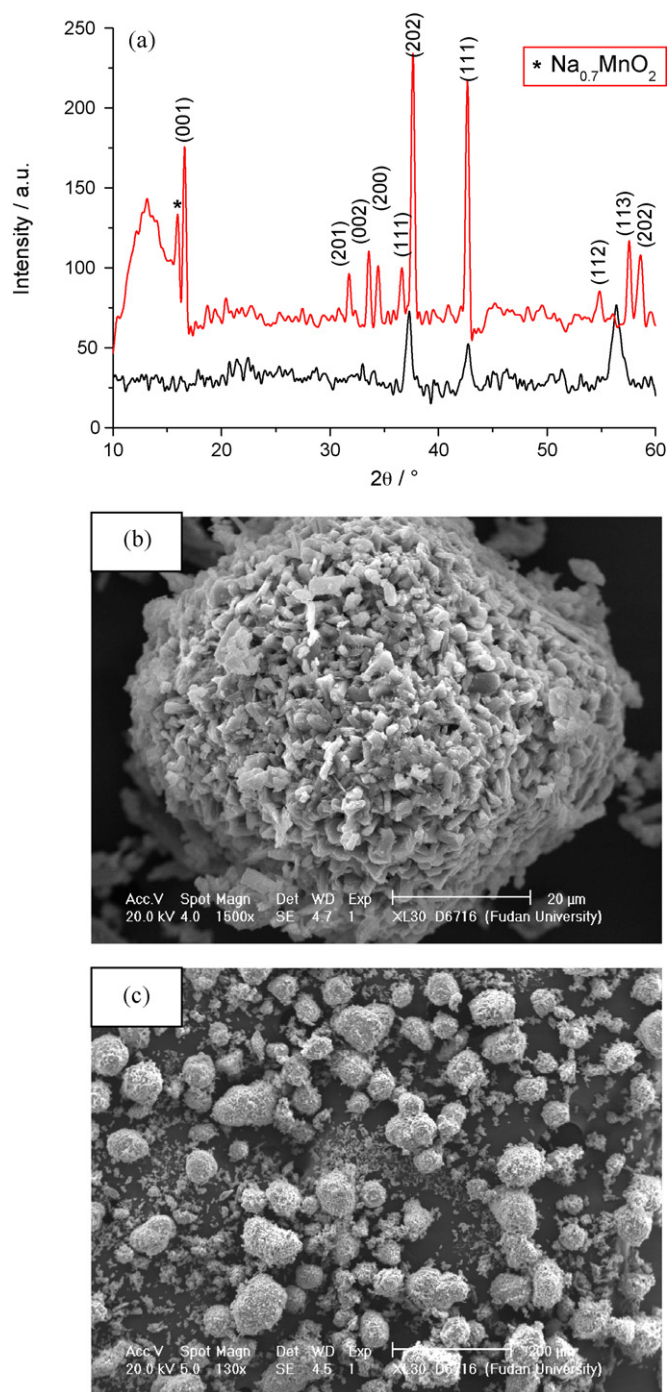 (a)
* Na0.7MnO2
(001)
*
(201)
(002)
(200)
(111)
(202)
(111)
(112)
(113)
(202)
250
200
150
100
50
0
Intensity / a.u.
10 20 30 40 50 60
2θ / °
(b)
Acc.V Spot Magn Det WD Exp 20 µm
20.0 kV 4.0 1500x SE 4.7 1 XL30 D6716 (Fudan University)
(c)
Acc.V Spot Magn Det WD Exp 200 µm
20.0 kV 5.0 130x SE 4.5 1 XL30 D6716 (Fudan University)